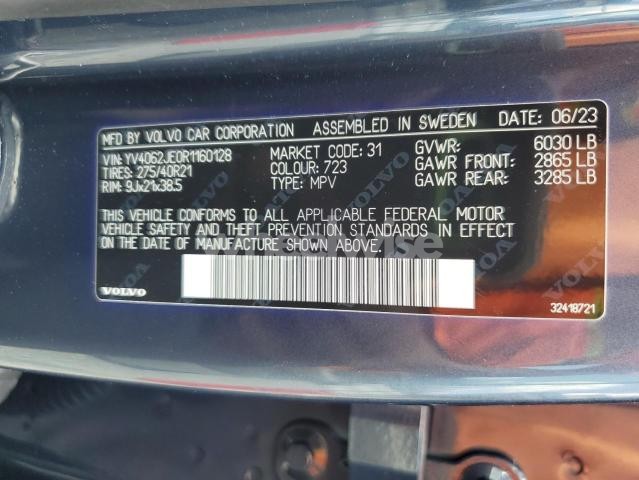 MFD BY VOLVO CAR CORPORATION ASSEMBLED IN SWEDEN DATE: 06/23
VIN: YV4062JE0R1160128 MARKET CODE: 31 GVWR: 6030 LB
TIRES: 275/40R21 COLOUR: 723 GAWR FRONT: 2865 LB
RIM: 9Jx21x38.5 TYPE: MPV GAWR REAR: 3285 LB
THIS VEHICLE CONFORMS TO ALL APPLICABLE FEDERAL MOTOR
VEHICLE SAFETY AND THEFT PREVENTION STANDARDS IN EFFECT
ON DATE OF MANUFACTURE SHOWN ABOVE.
VOLVO
32418721